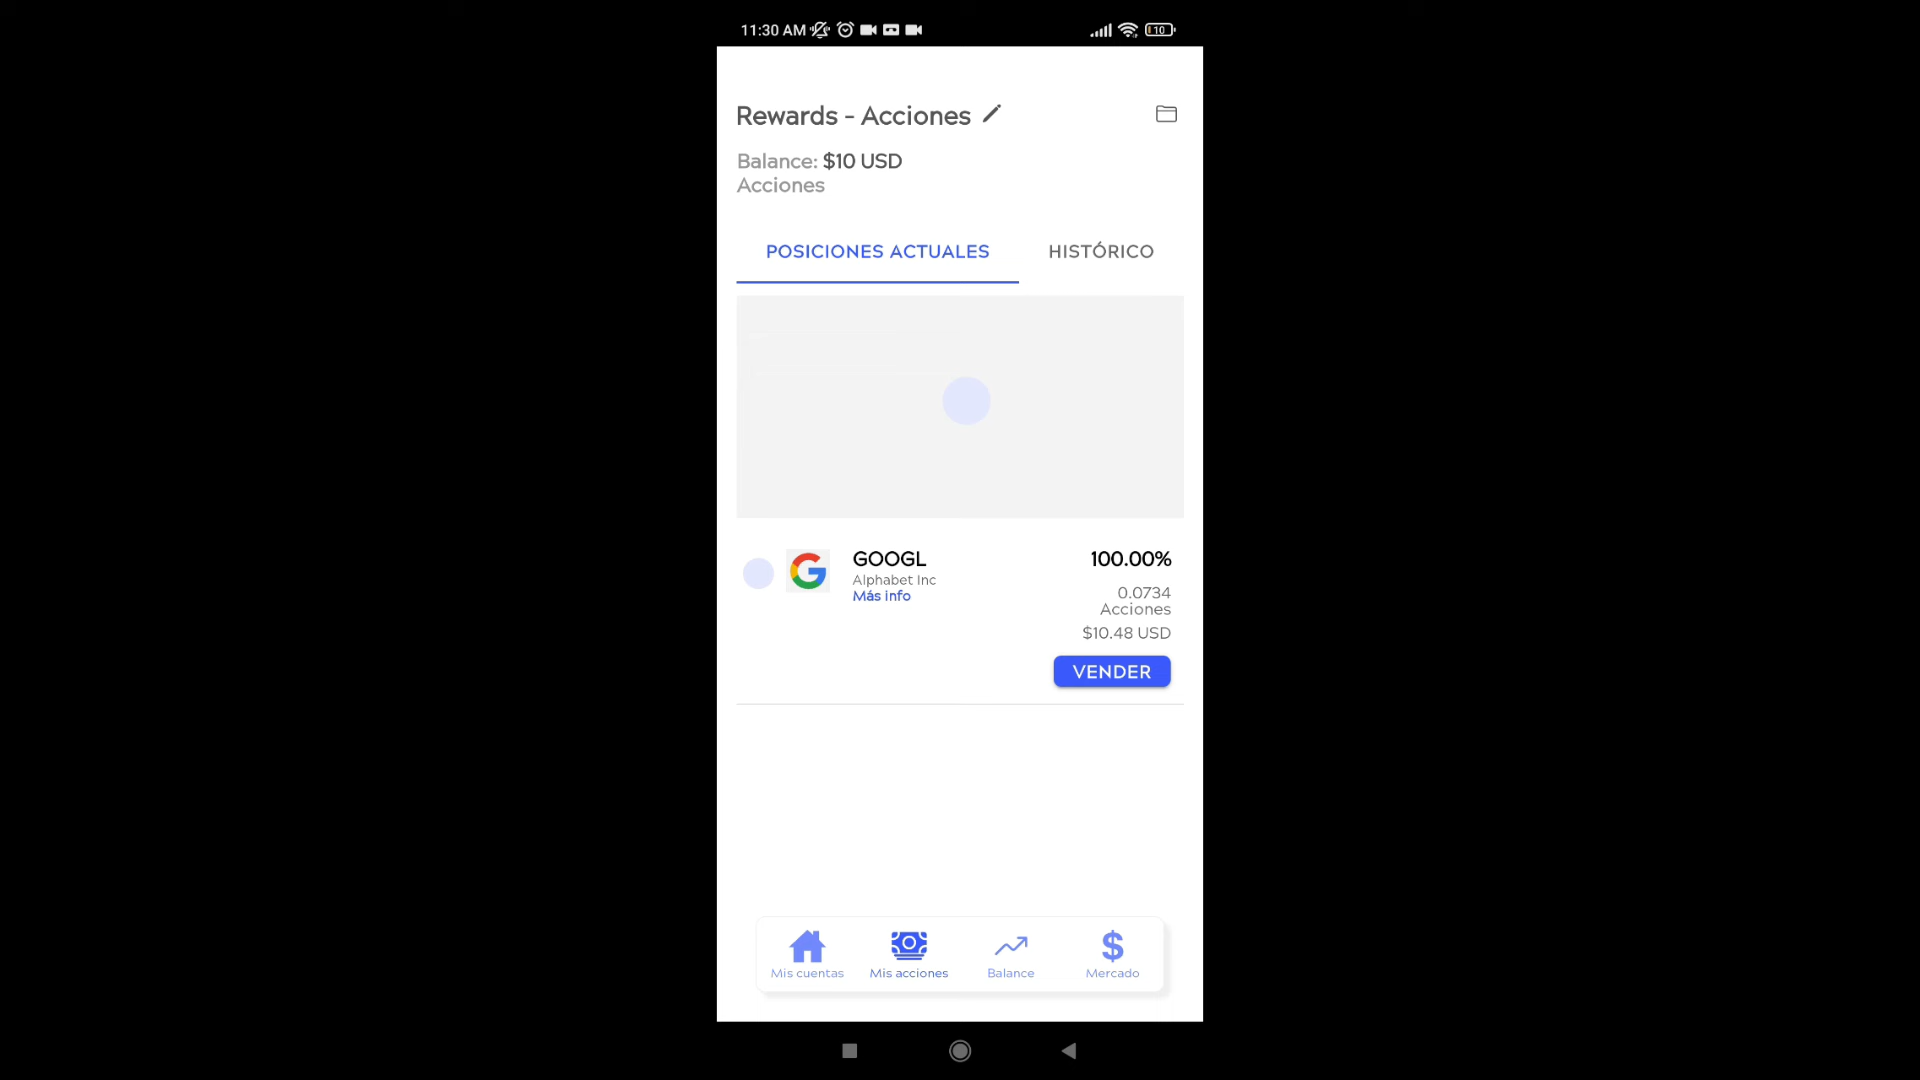 11:30 AM
10
Rewards - Acciones
Balance: $10 USD
Acciones
POSICIONES ACTUALES
HISTÓRICO
GOOGL
100.00%
Alphabet Inc
Más info
0.0734
Acciones
$10.48 USD
VENDER
Mis cuentas
Mis acciones
Balance
Mercado